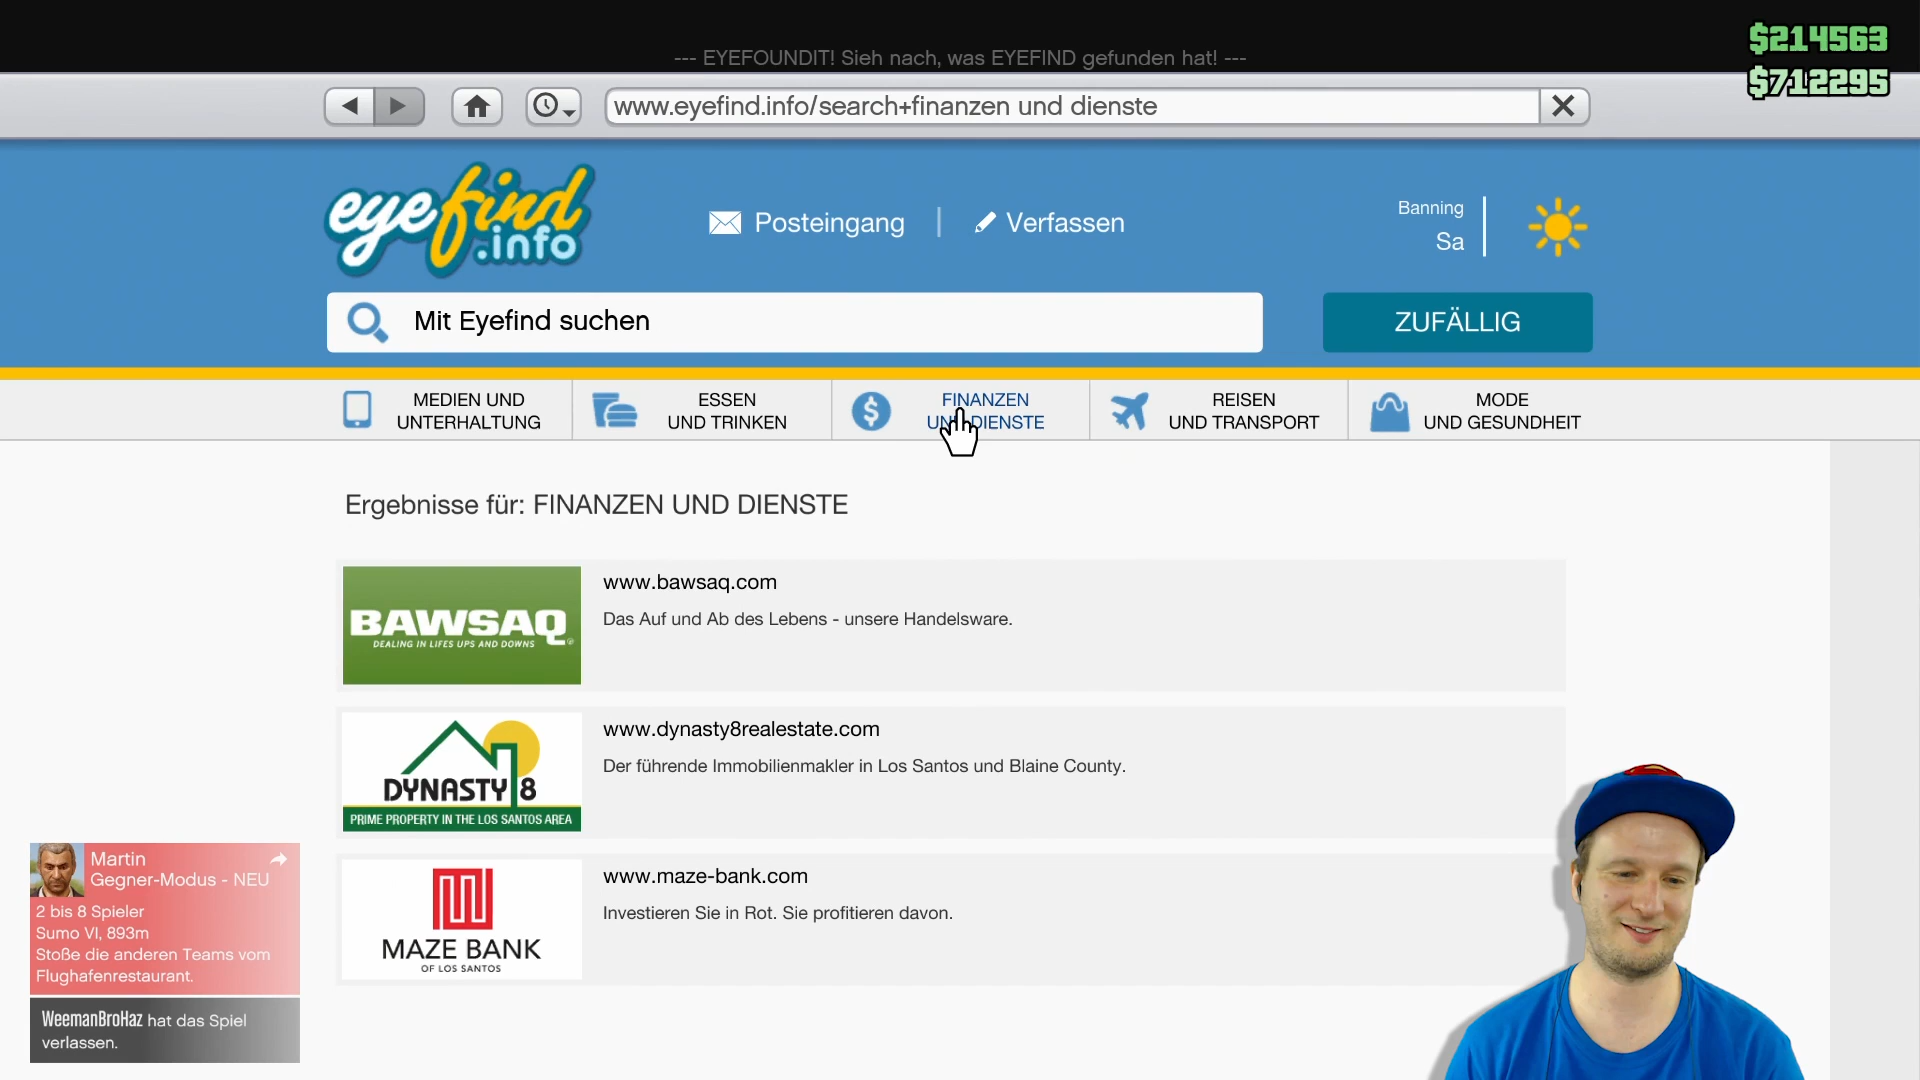 --- EYEFOUNDIT! Sieh nach, was EYEFIND gefunden hat! ---
$214563
$712295
www.eyefind.info/search+finanzen und dienste
eyefind
.info
Posteingang
Verfassen
Banning
Sa
Mit Eyefind suchen
ZUFÄLLIG
MEDIEN UND
UNTERHALTUNG
ESSEN
UND TRINKEN
FINANZEN
UND DIENSTE
REISEN
UND TRANSPORT
MODE
UND GESUNDHEIT
Ergebnisse für: FINANZEN UND DIENSTE
BAWSAQ
DEALING IN LIFES UPS AND DOWNS
www.bawsaq.com
Das Auf und Ab des Lebens - unsere Handelsware.
DYNASTY 8
PRIME PROPERTY IN THE LOS SANTOS AREA
www.dynasty8realestate.com
Der führende Immobilienmakler in Los Santos und Blaine County.
MAZE BANK
OF LOS SANTOS
www.maze-bank.com
Investieren Sie in Rot. Sie profitieren davon.
Martin
Gegner-Modus - NEU
2 bis 8 Spieler
Sumo VI, 893m
Stoße die anderen Teams vom
Flughafenrestaurant.
WeemanBroHaz hat das Spiel
verlassen.